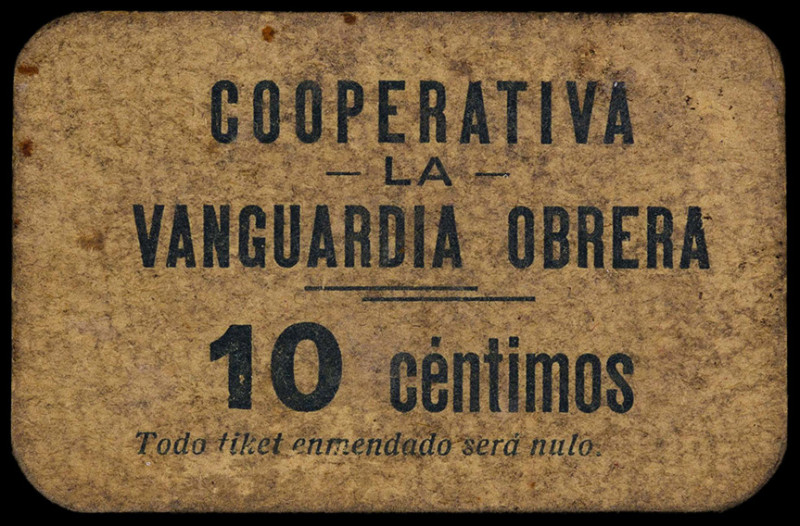 COOPERATIVA
— LA —
VANGUARDIA OBRERA
10 céntimos
Todo tiket enmendado será nulo.